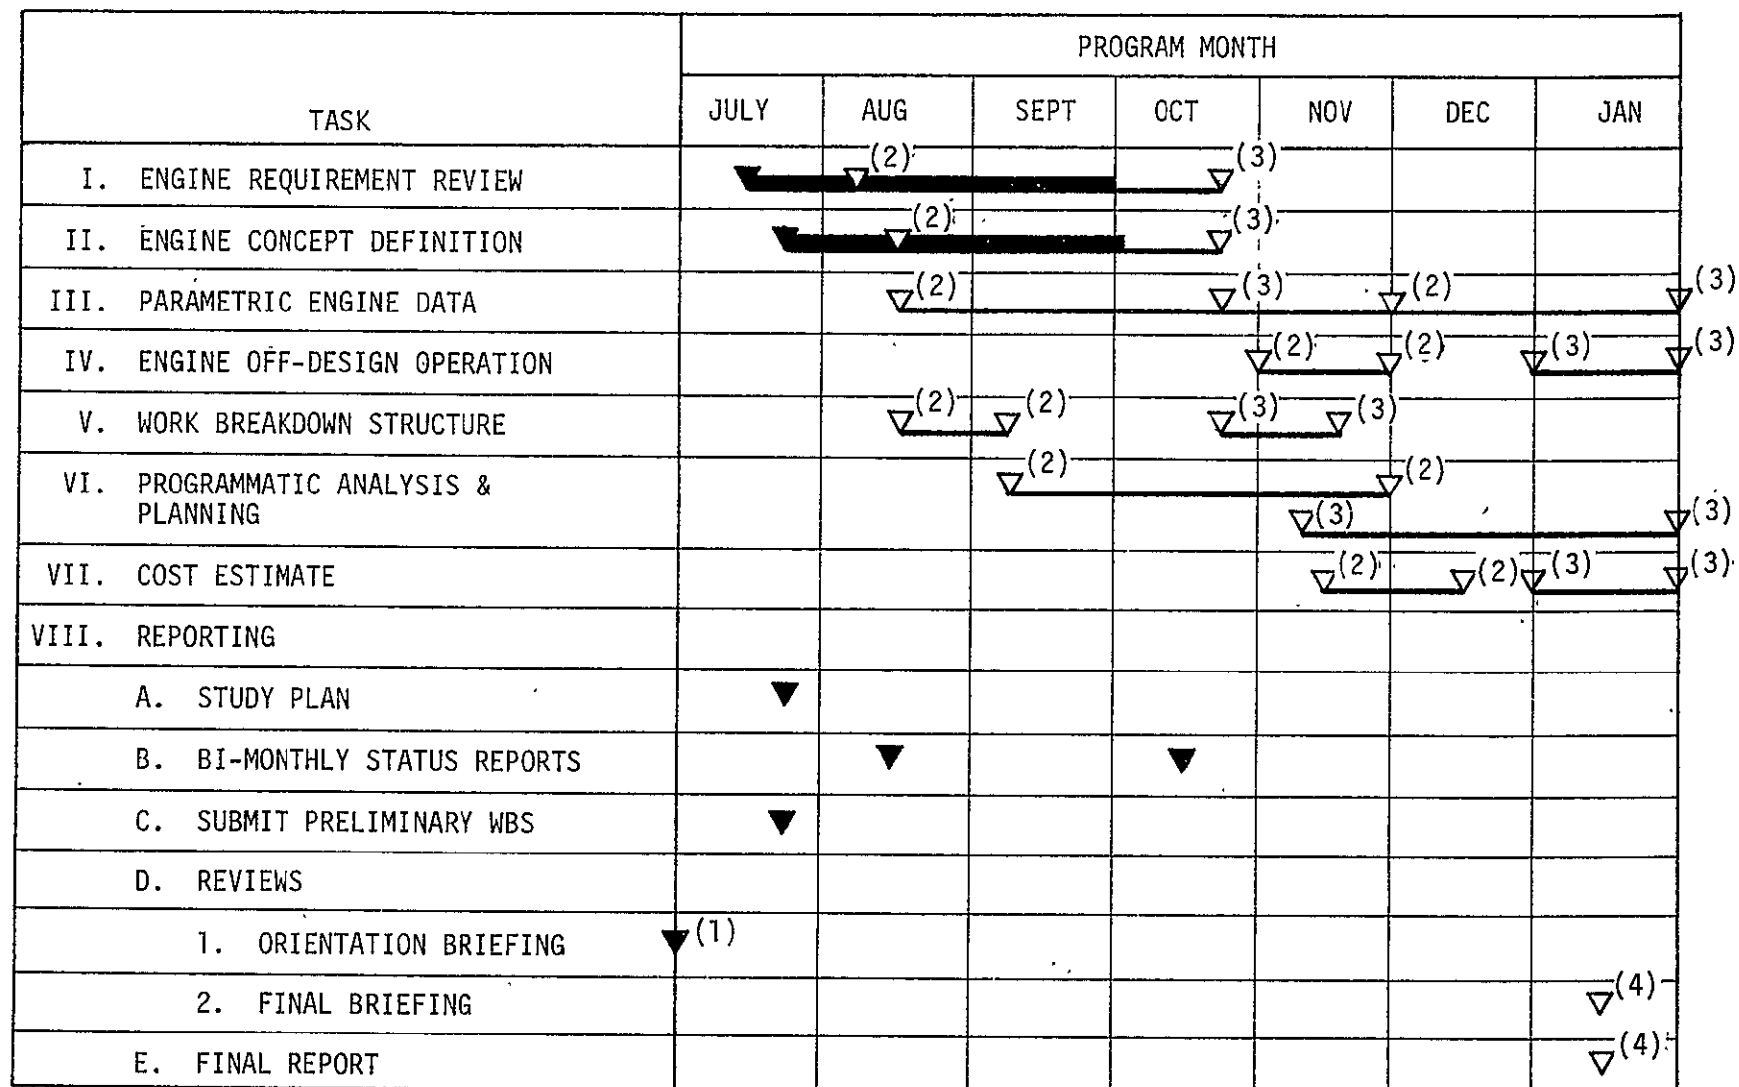 PROGRAM MONTH
TASK JULY AUG SEPT OCT NOV DEC JAN
I. ENGINE REQUIREMENT REVIEW (2) (3)
II. ENGINE CONCEPT DEFINITION (2) (3)
III. PARAMETRIC ENGINE DATA (2) (3) (2) (3)
IV. ENGINE OFF-DESIGN OPERATION (2) (2) (3) (3)
V. WORK BREAKDOWN STRUCTURE (2) (2) (3) (3)
VI. PROGRAMMATIC ANALYSIS & (2) (2)
PLANNING (3) (3)
VII. COST ESTIMATE (2) (2) (3) (3)
VIII. REPORTING
A. STUDY PLAN
B. BI-MONTHLY STATUS REPORTS
C. SUBMIT PRELIMINARY WBS
D. REVIEWS
1. ORIENTATION BRIEFING (1)
2. FINAL BRIEFING (4)
E. FINAL REPORT (4)